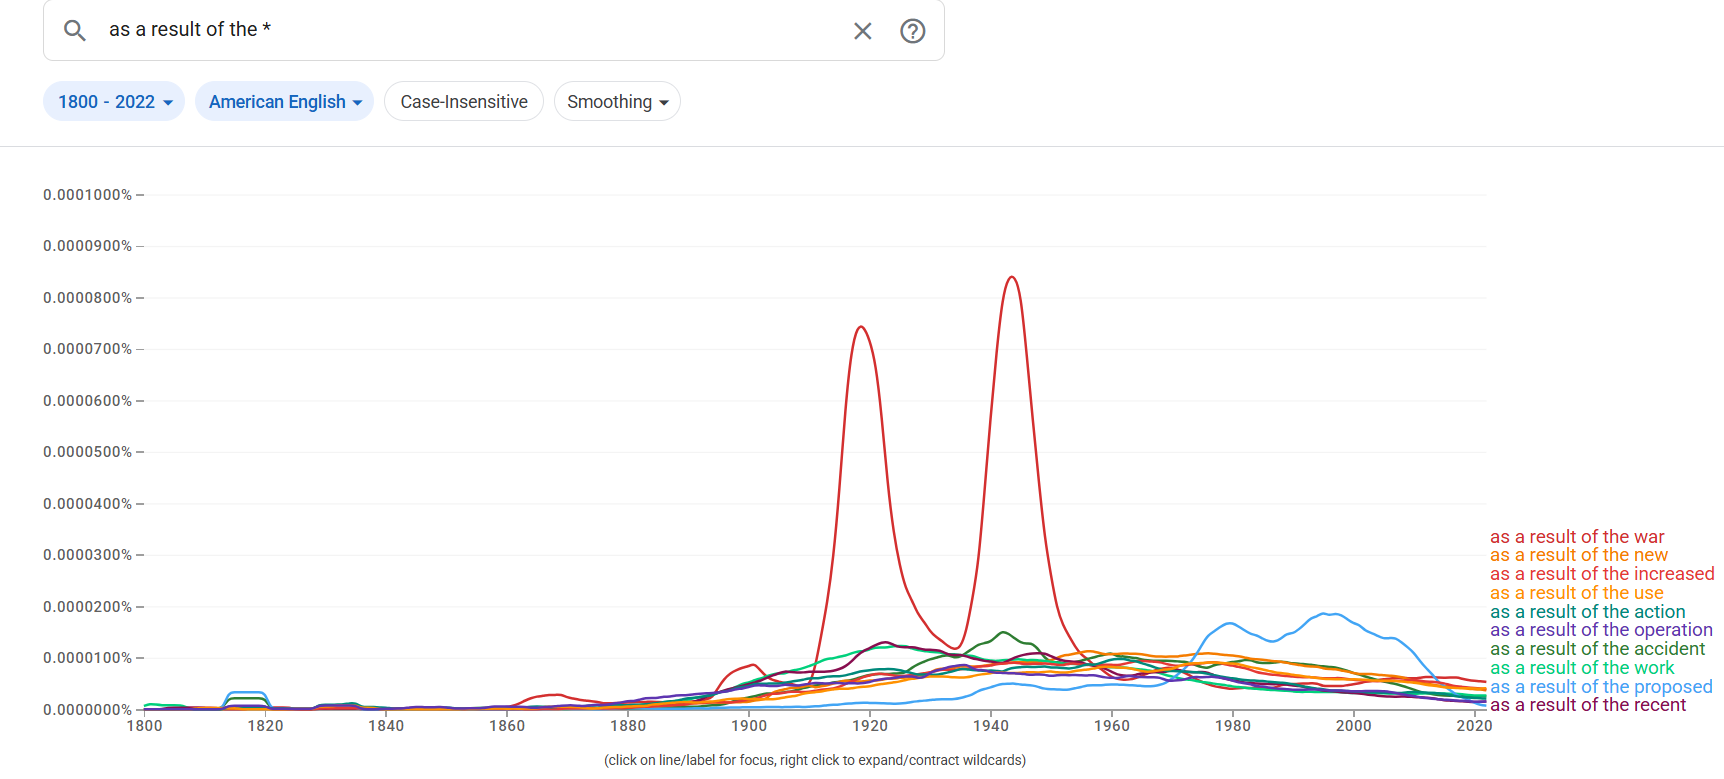 as a result of the *
1800 - 2022 American English Case-Insensitive Smoothing
0.0001000%
0.0000900%
0.0000800%
0.0000700%
0.0000600%
0.0000500%
0.0000400%
0.0000300%
0.0000200%
0.0000100%
0.0000000%
1800 1820 1840 1860 1880 1900 1920 1940 1960 1980 2000 2020
as a result of the war
as a result of the new
as a result of the increased
as a result of the use
as a result of the action
as a result of the operation
as a result of the accident
as a result of the work
as a result of the proposed
as a result of the recent
(click on line/label for focus, right click to expand/contract wildcards)